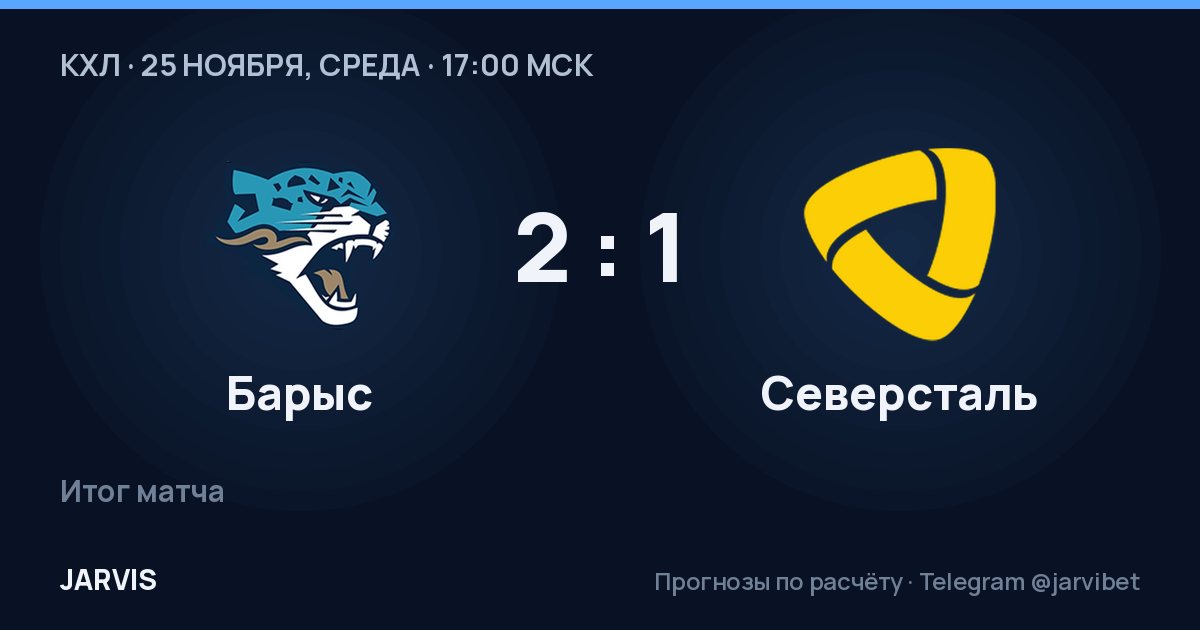 КХЛ · 25 НОЯБРЯ, СРЕДА · 17:00 МСК
2 : 1
Барыс
Северсталь
Итог матча
JARVIS
Прогнозы по расчёту · Telegram @jarvibet